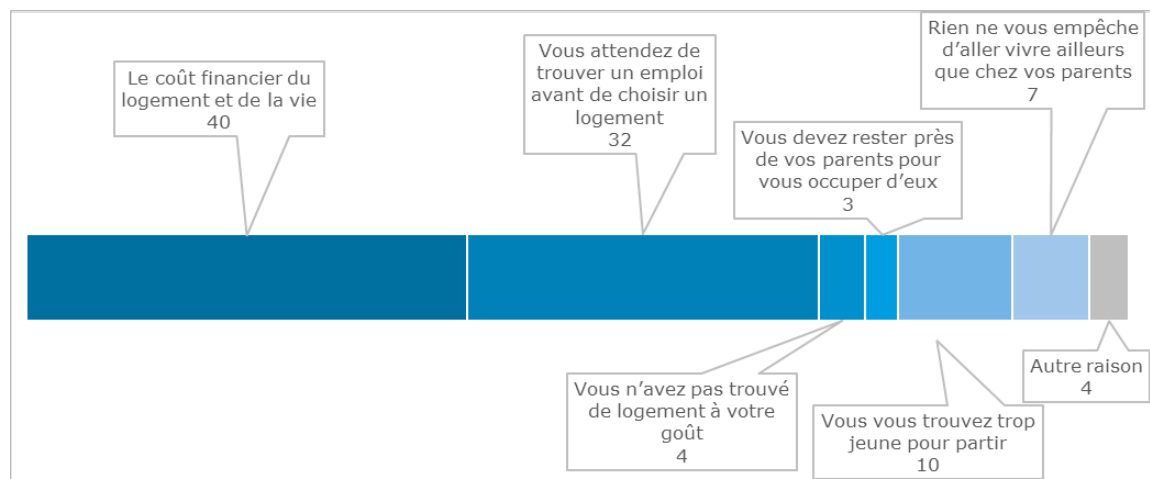 Le coût financier du
logement et de la vie
40
Vous attendez de
trouver un emploi
avant de choisir un
logement
32
Vous devez rester près
de vos parents pour
vous occuper d’eux
3
Rien ne vous empêche
d’aller vivre ailleurs
que chez vos parents
7
Vous n’avez pas trouvé
de logement à votre
goût
4
Vous vous trouvez trop
jeune pour partir
10
Autre raison
4